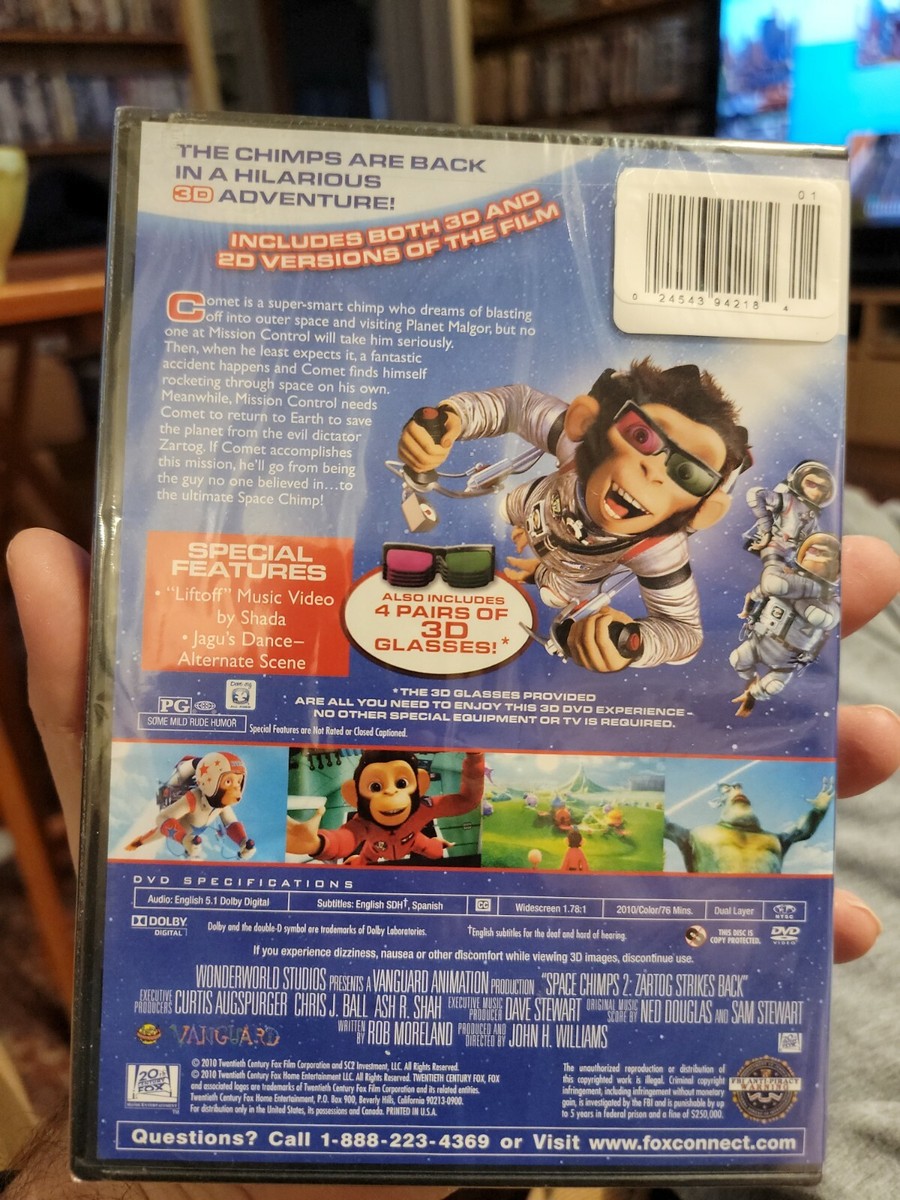 THE CHIMPS ARE BACK
IN A HILARIOUS
3D ADVENTURE!
INCLUDES BOTH 3D AND
2D VERSIONS OF THE FILM
01
0 24543 94218 4
Comet is a super-smart chimp who dreams of blasting
off into outer space and visiting Planet Malgor, but no
one at Mission Control will take him seriously.
Then, when he least expects it, a fantastic
accident happens and Comet finds himself
rocketing through space on his own.
Meanwhile, Mission Control needs
Comet to return to Earth to save
the planet from the evil dictator
Zartog. If Comet accomplishes
this mission, he'll go from being
the guy no one believed in...to
the ultimate Space Chimp!
SPECIAL
FEATURES
• "Liftoff" Music Video
by Shada
• Jagu's Dance–
Alternate Scene
ALSO INCLUDES
4 PAIRS OF
3D
GLASSES!*
*THE 3D GLASSES PROVIDED
ARE ALL YOU NEED TO ENJOY THIS 3D DVD EXPERIENCE–
NO OTHER SPECIAL EQUIPMENT OR TV IS REQUIRED.
PG
SOME MILD RUDE HUMOR
Special Features are Not Rated or Closed Captioned.
DVD SPECIFICATIONS
Audio: English 5.1 Dolby Digital
Subtitles: English SDH†, Spanish
CC
Widescreen 1.78:1
2010/Color/76 Mins.
Dual Layer
NTSC
DOLBY
DIGITAL
Dolby and the double-D symbol are trademarks of Dolby Laboratories.
†English subtitles for the deaf and hard of hearing.
THIS DISC IS
COPY PROTECTED.
DVD
VIDEO
If you experience dizziness, nausea or other discomfort while viewing 3D images, discontinue use.
WONDERWORLD STUDIOS PRESENTS A VANGUARD ANIMATION PRODUCTION "SPACE CHIMPS 2: ZARTOG STRIKES BACK"
EXECUTIVE PRODUCERS CURTIS AUGSPURGER CHRIS J. BALL ASH R. SHAH EXECUTIVE MUSIC PRODUCER DAVE STEWART ORIGINAL MUSIC SCORE BY NED DOUGLAS AND SAM STEWART
VANGUARD
WRITTEN BY ROB MORELAND PRODUCED AND DIRECTED BY JOHN H. WILLIAMS
20th
CENTURY
FOX
Home Entertainment
© 2010 Twentieth Century Fox Film Corporation and SC2 Investment, LLC. All Rights Reserved.
© 2010 Twentieth Century Fox Home Entertainment LLC. All Rights Reserved. TWENTIETH CENTURY FOX, FOX
and associated logos are trademarks of Twentieth Century Fox Film Corporation and its related entities.
Twentieth Century Fox Home Entertainment, P.O. Box 900, Beverly Hills, California 90213-0900.
For distribution only in the United States, its possessions and Canada. PRINTED IN U.S.A.
The unauthorized reproduction or distribution of
this copyrighted work is illegal. Criminal copyright
infringement, including infringement without monetary
gain, is investigated by the FBI and is punishable by up
to 5 years in federal prison and a fine of $250,000.
FBI ANTI-PIRACY
WARNING
Questions? Call 1-888-223-4369 or Visit www.foxconnect.com